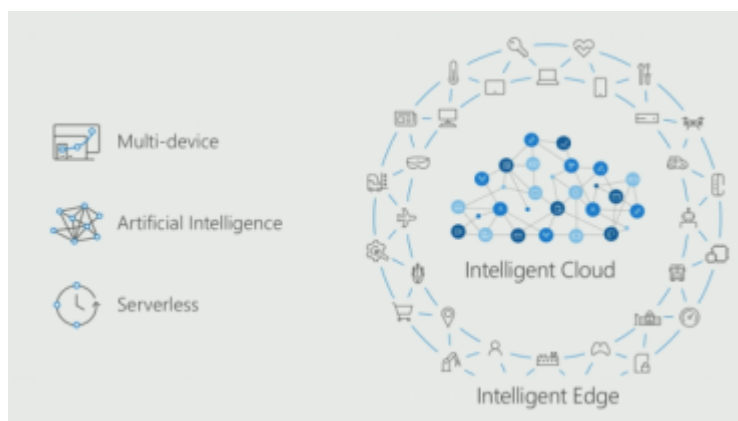 Multi-device
Artificial Intelligence
Serverless
Intelligent Cloud
Intelligent Edge